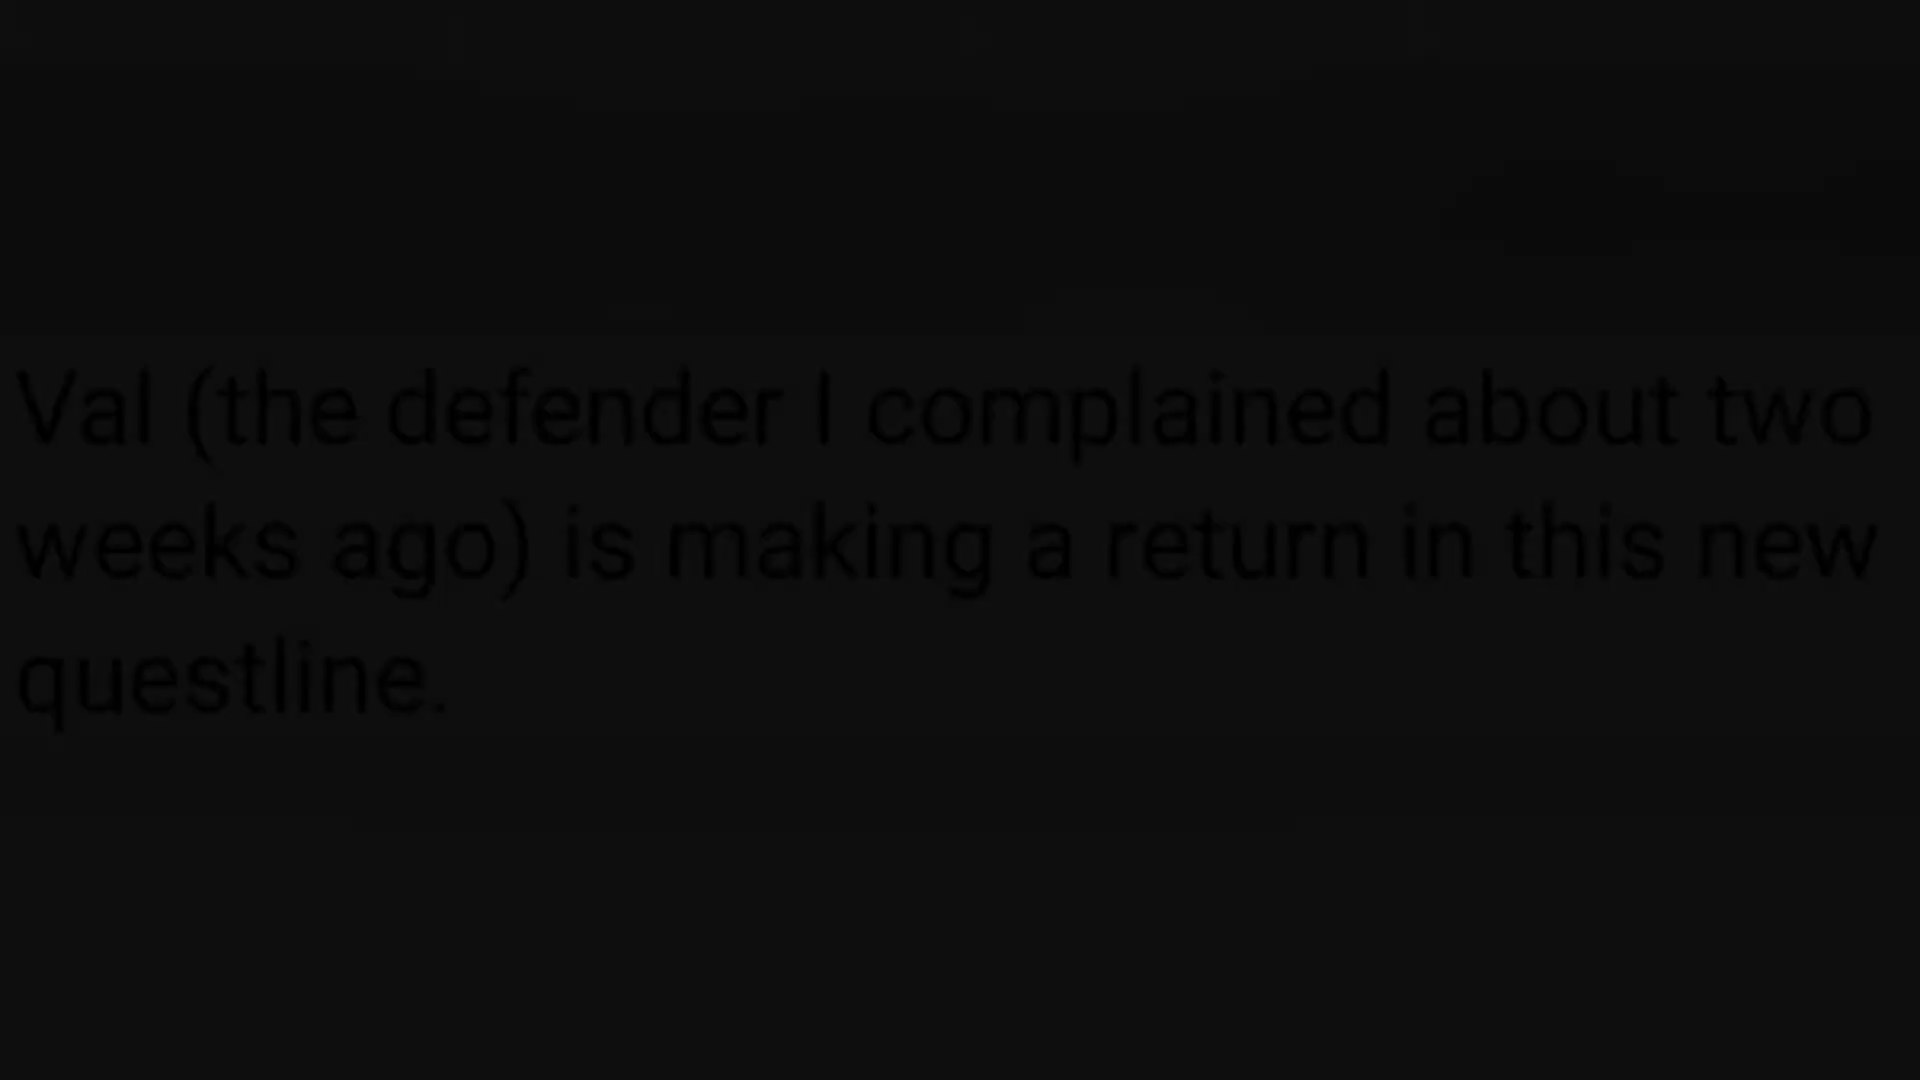 Val (the defender I complained about two
weeks ago) is making a return in this new
questline.